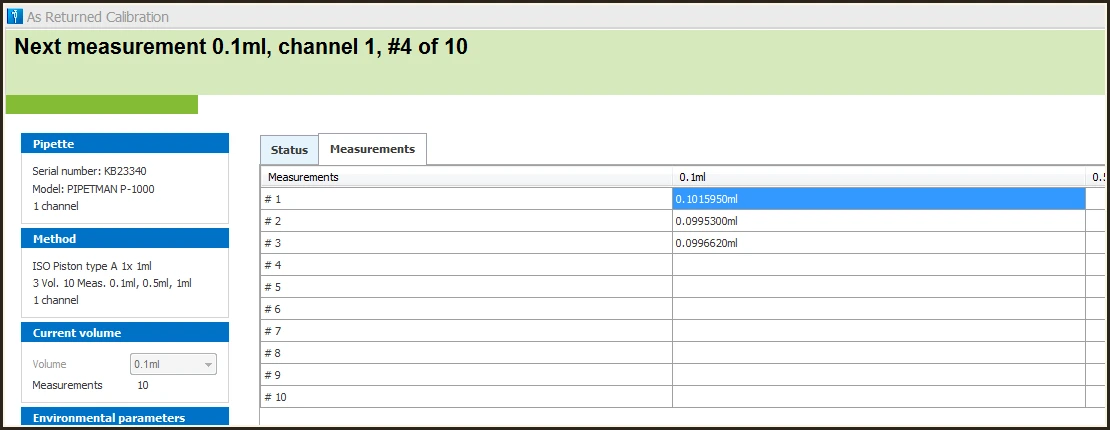 As Returned Calibration
Next measurement 0.1ml, channel 1, #4 of 10
Pipette
Serial number: KB23340
Model: PIPETMAN P-1000
1 channel
Method
ISO Piston type A 1x 1ml
3 Vol. 10 Meas. 0.1ml, 0.5ml, 1ml
1 channel
Current volume
Volume 0.1ml
Measurements 10
Environmental parameters
Status Measurements
Measurements 0.1ml
# 1 0.1015950ml
# 2 0.0995300ml
# 3 0.0996620ml
# 4
# 5
# 6
# 7
# 8
# 9
# 10